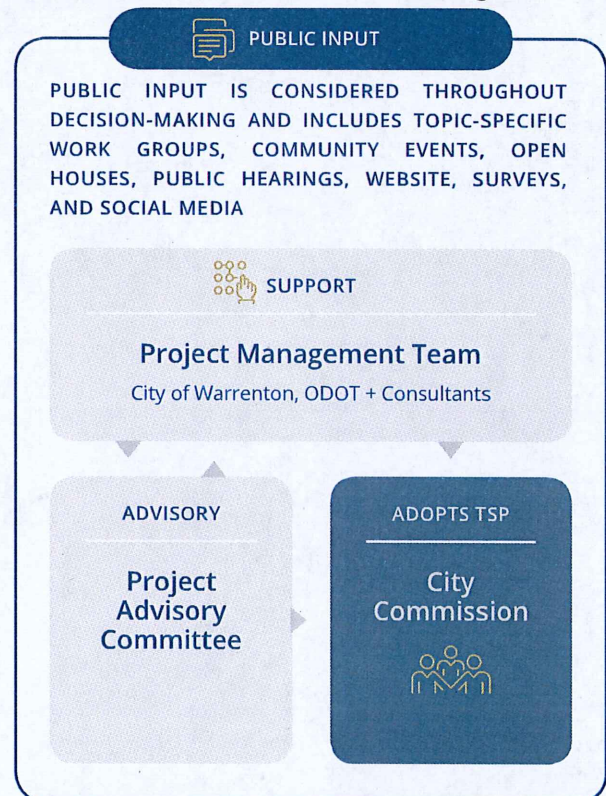 PUBLIC INPUT
PUBLIC INPUT IS CONSIDERED THROUGHOUT
DECISION-MAKING AND INCLUDES TOPIC-SPECIFIC
WORK GROUPS, COMMUNITY EVENTS, OPEN
HOUSES, PUBLIC HEARINGS, WEBSITE, SURVEYS,
AND SOCIAL MEDIA
SUPPORT
Project Management Team
City of Warrenton, ODOT + Consultants
ADVISORY
Project
Advisory
Committee
ADOPTS TSP
City
Commission